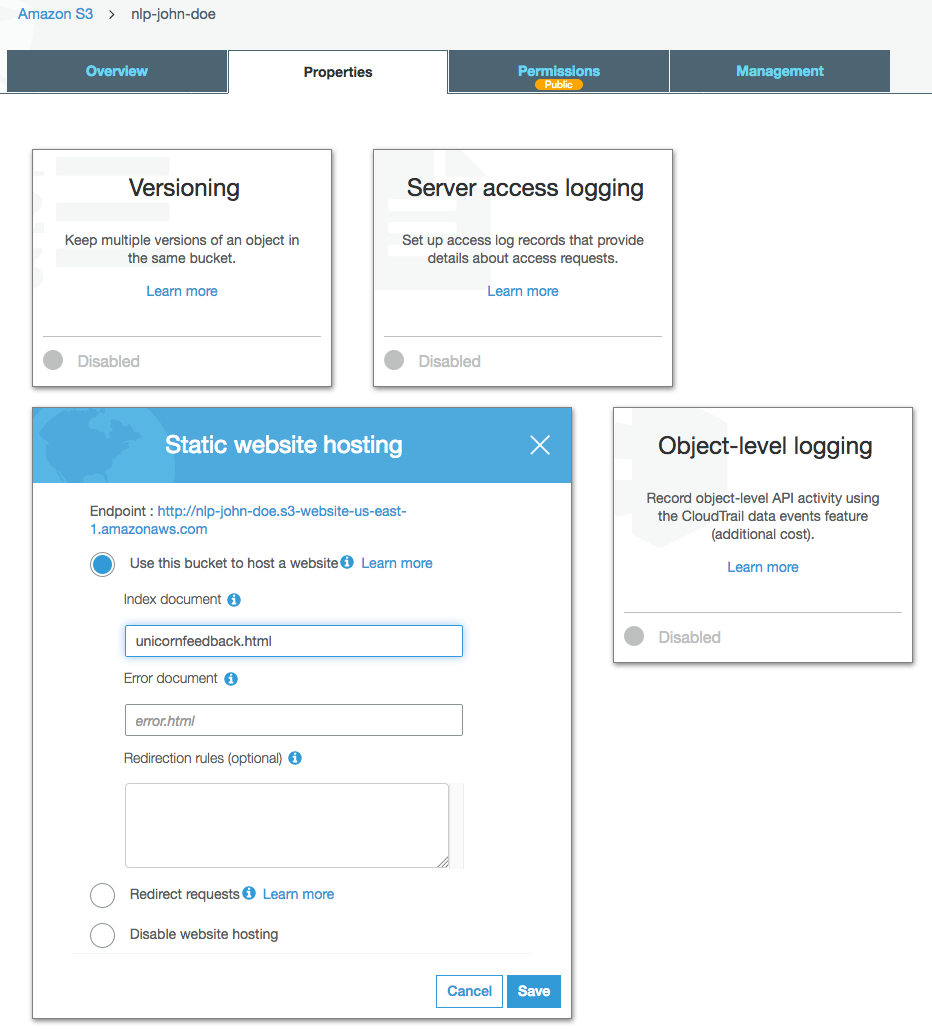 Amazon S3 > nlp-john-doe
Overview
Properties
Permissions
Public
Management
Versioning
Keep multiple versions of an object in
the same bucket.
Learn more
Disabled
Server access logging
Set up access log records that provide
details about access requests.
Learn more
Disabled
Static website hosting
Endpoint : http://nlp-john-doe.s3-website-us-east-
1.amazonaws.com
Use this bucket to host a website Learn more
Index document
unicornfeedback.html
Error document
error.html
Redirection rules (optional)
Redirect requests Learn more
Disable website hosting
Cancel
Save
Object-level logging
Record object-level API activity using
the CloudTrail data events feature
(additional cost).
Learn more
Disabled